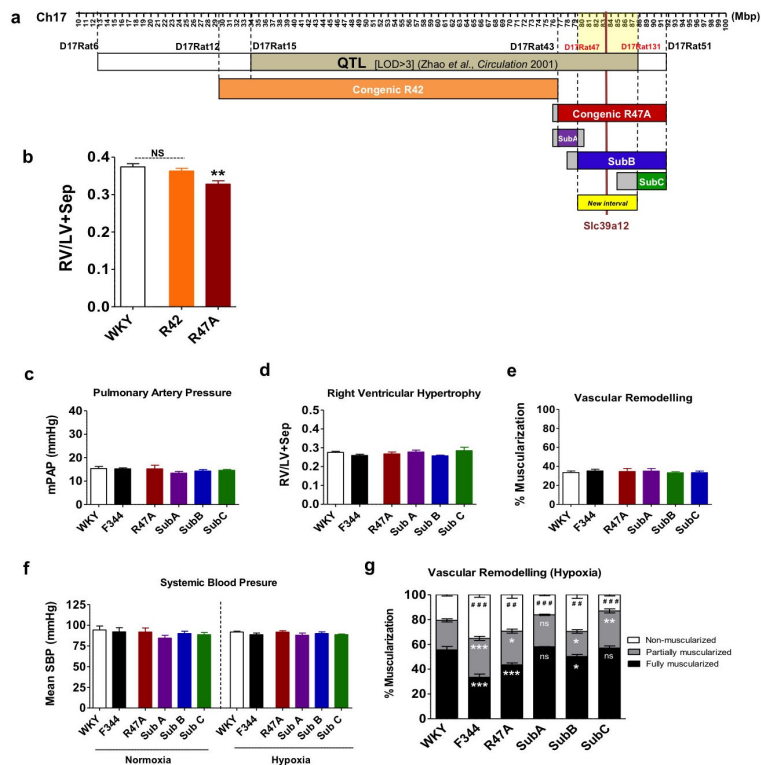 a Ch17 10 11 12 13 14 15 16 17 18 19 20 21 22 23 24 25 26 27 28 29 30 31 32 33 34 35 36 37 38 39 40 41 42 43 44 45 46 47 48 49 50 51 52 53 54 55 56 57 58 59 60 61 62 63 64 65 66 67 68 69 70 71 72 73 74 75 76 77 78 79 80 81 82 83 84 85 86 87 88 89 90 91 92 93 94 95 96 97 98 99 100 (Mbp)
D17Rat6 D17Rat12 D17Rat15 D17Rat43 D17Rat47 D17Rat131 D17Rat51
QTL [LOD>3] (Zhao et al., Circulation 2001)
Congenic R42
Congenic R47A
SubA
SubB
SubC
New interval
Slc39a12
b
NS
**
0.4
0.3
0.2
0.1
0.0
RV/LV+Sep
WKY R42 R47A
c
Pulmonary Artery Pressure
40
30
20
10
0
mPAP (mmHg)
WKY F344 R47A SubA SubB SubC
d
Right Ventricular Hypertrophy
0.5
0.4
0.3
0.2
0.1
0.0
RV/LV+Sep
WKY F344 R47A Sub A Sub B Sub C
e
Vascular Remodelling
100
80
60
40
20
0
% Muscularization
WKY F344 R47A SubA SubB SubC
f
Systemic Blood Presure
125
100
75
50
25
0
Mean SBP (mmHg)
WKY F344 R47A Sub A Sub B Sub C WKY F344 R47A Sub A Sub B Sub C
Normoxia Hypoxia
g
Vascular Remodelling (Hypoxia)
100
80
60
40
20
0
% Muscularization
### ## ### ## ###
*** * ns * **
*** *** ns * ns
Non-muscularized
Partially muscularized
Fully muscularized
WKY F344 R47A SubA SubB SubC